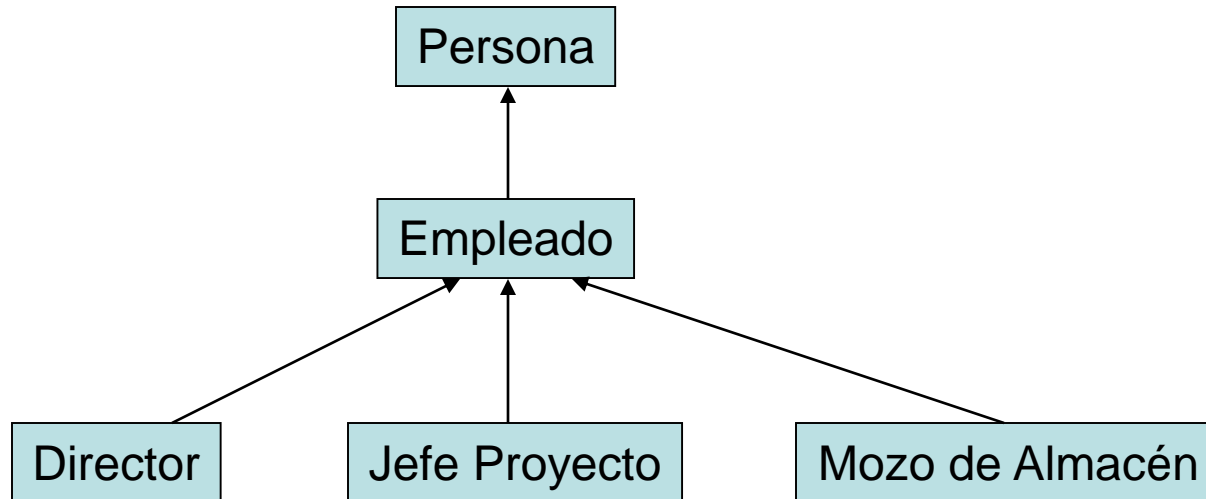 Persona
Empleado
Director
Jefe Proyecto
Mozo de Almacén